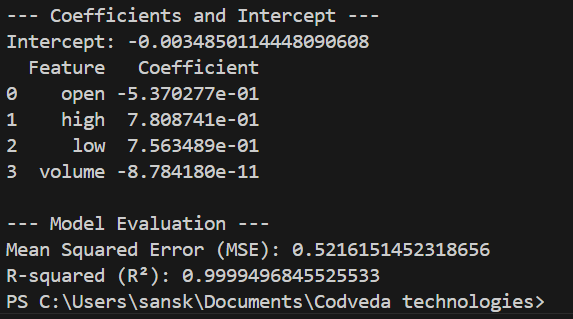 --- Coefficients and Intercept ---
Intercept: -0.0034850114448090608
  Feature   Coefficient
0    open -5.370277e-01
1    high  7.808741e-01
2     low  7.563489e-01
3  volume -8.784180e-11

--- Model Evaluation ---
Mean Squared Error (MSE): 0.5216151452318656
R-squared (R²): 0.9999496845525533
PS C:\Users\sansk\Documents\Codveda technologies>